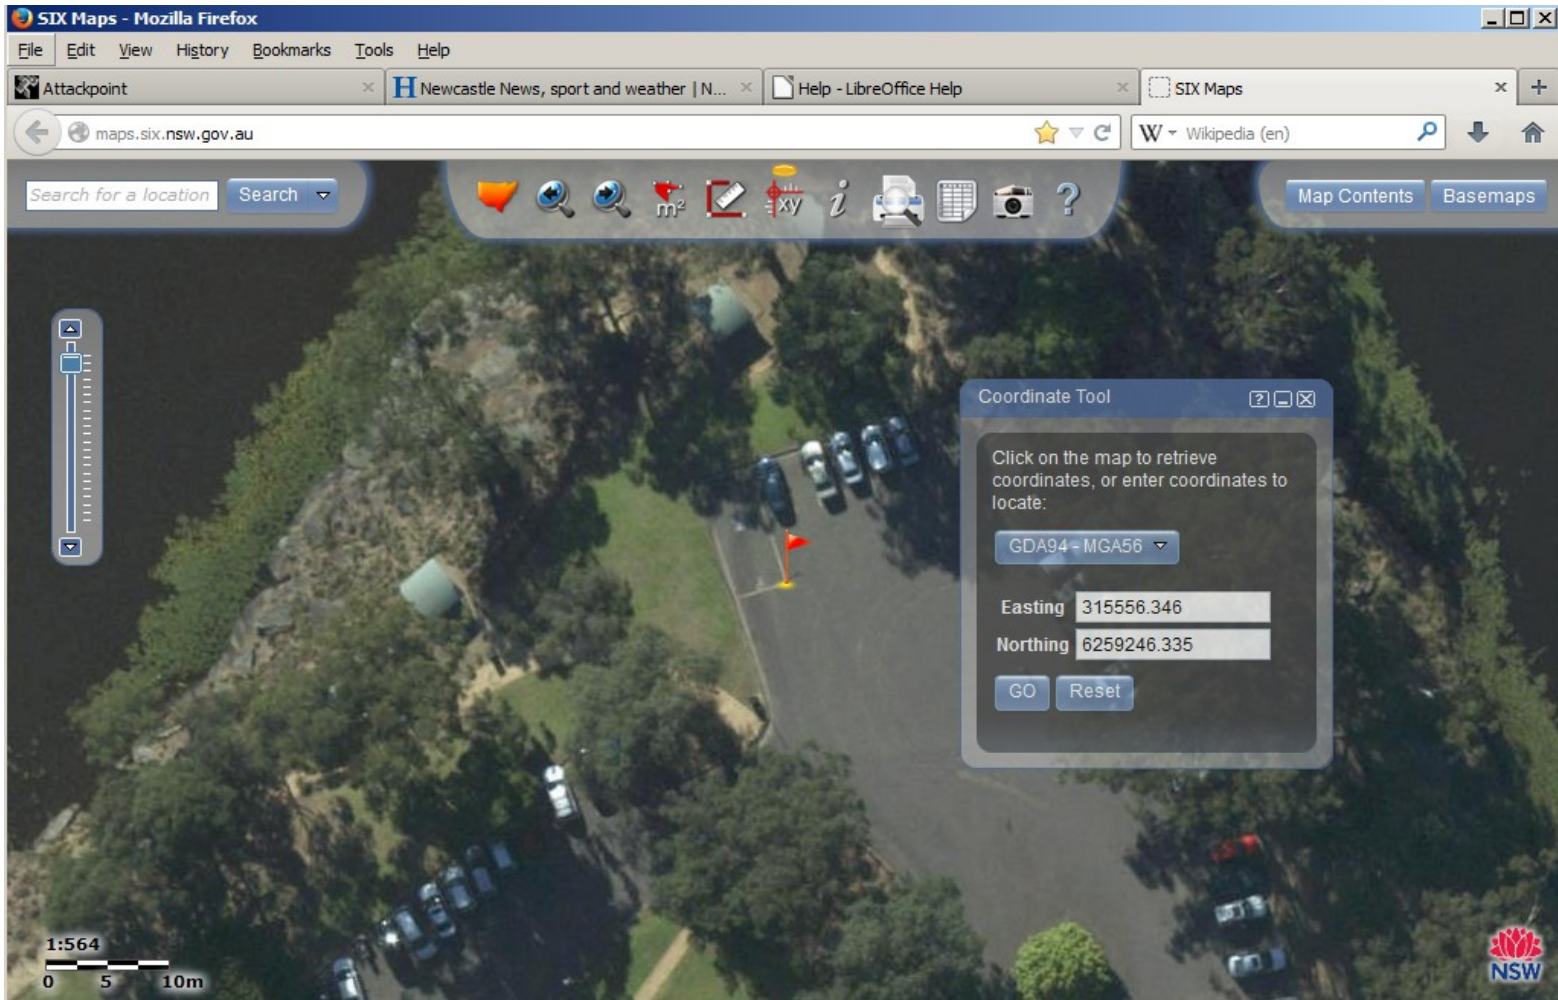 SIX Maps - Mozilla Firefox
File Edit View History Bookmarks Tools Help
Attackpoint
H Newcastle News, sport and weather | N...
Help - LibreOffice Help
SIX Maps
maps.six.nsw.gov.au
W Wikipedia (en)
Search for a location
Search
m²
xy
i
?
Map Contents
Basemaps
Coordinate Tool
?
Click on the map to retrieve
coordinates, or enter coordinates to
locate:
GDA94 - MGA56
Easting 315556.346
Northing 6259246.335
GO Reset
1:564
0 5 10m
NSW